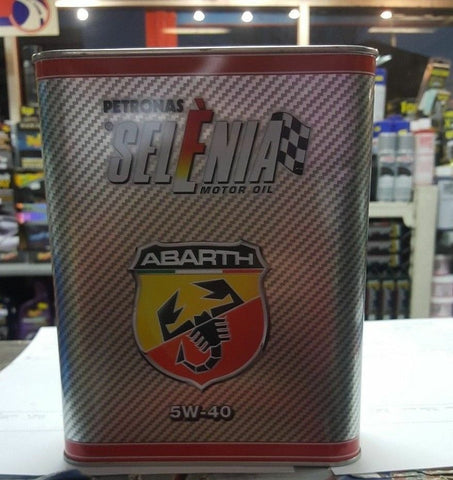 PETRONAS
SELÈNIA
MOTOR OIL
ABARTH
5W-40